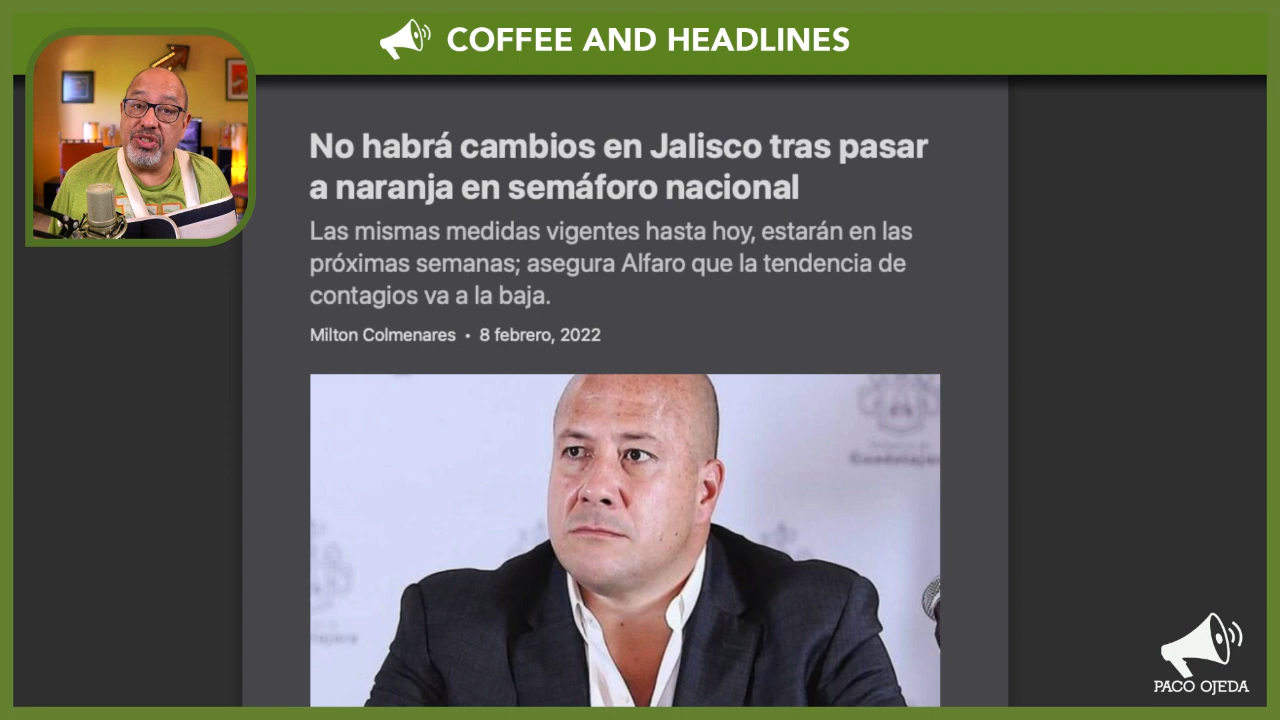 COFFEE AND HEADLINES
No habrá cambios en Jalisco tras pasar
a naranja en semáforo nacional
Las mismas medidas vigentes hasta hoy, estarán en las
próximas semanas; asegura Alfaro que la tendencia de
contagios va a la baja.
Milton Colmenares • 8 febrero, 2022
Guadalajara
PACO OJEDA